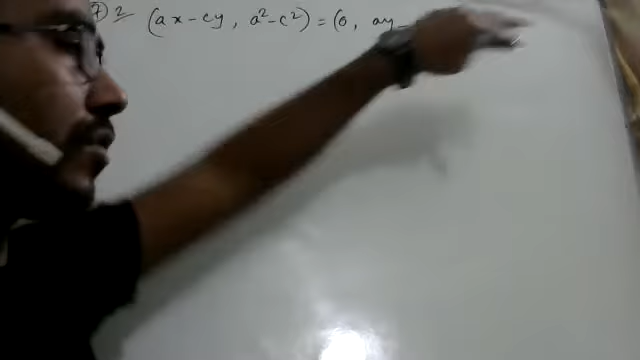 ⑦ 2 (ax-cy, a²-c²) = (0, ay-